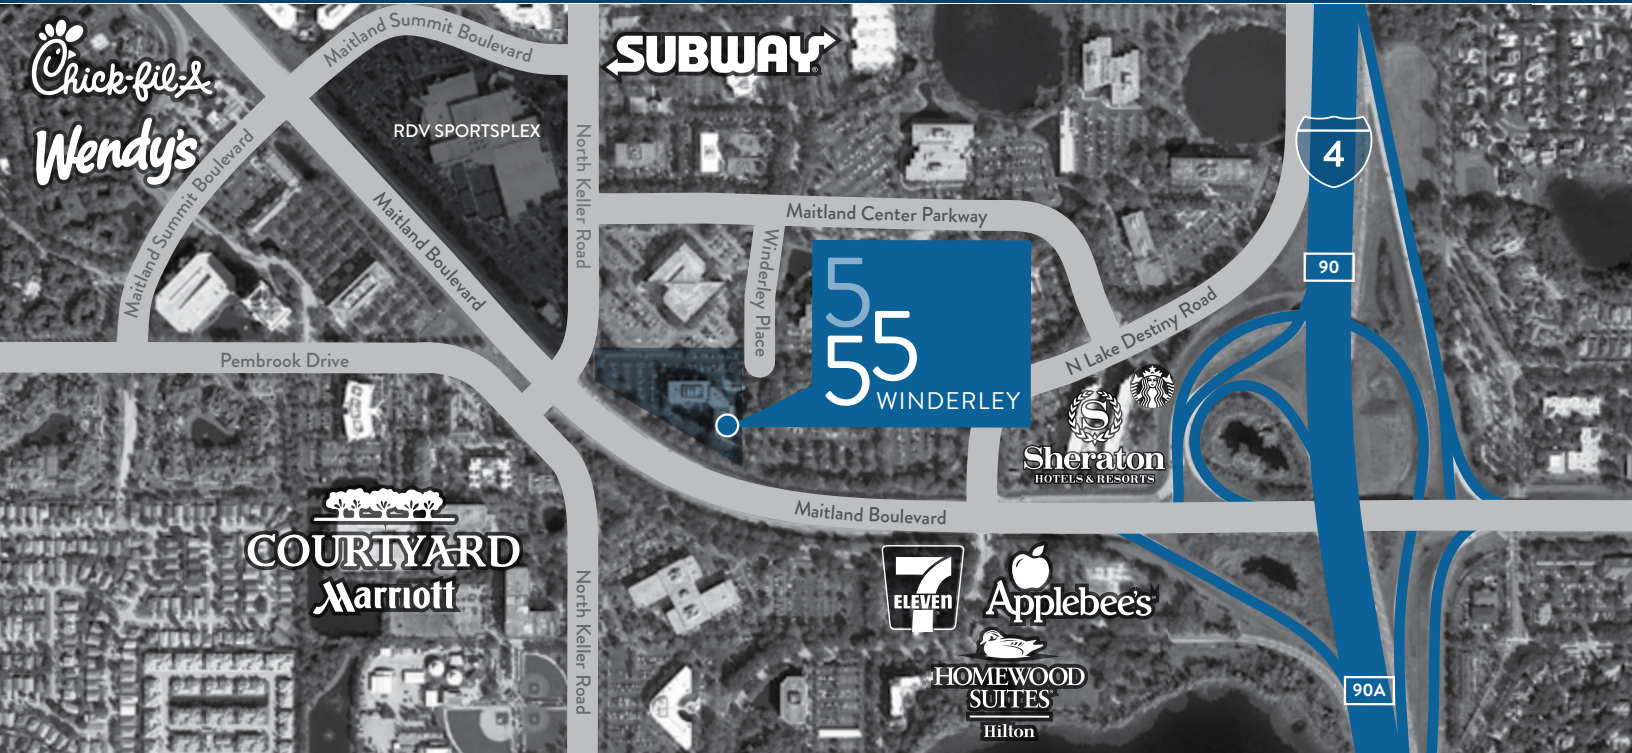 Maitland Summit Boulevard
Chick-fil-A
SUBWAY
RDV SPORTSPLEX
Wendy's
4
North Keller Road
Maitland Summit Boulevard
Maitland Boulevard
Maitland Center Parkway
Winderley Place
90
555
WINDERLEY
N Lake Destiny Road
Pembrook Drive
S
Sheraton
HOTELS & RESORTS
Maitland Boulevard
COURTYARD
Marriott
7
ELEVEN
Applebee's
North Keller Road
HOMEWOOD
SUITES
Hilton
90A